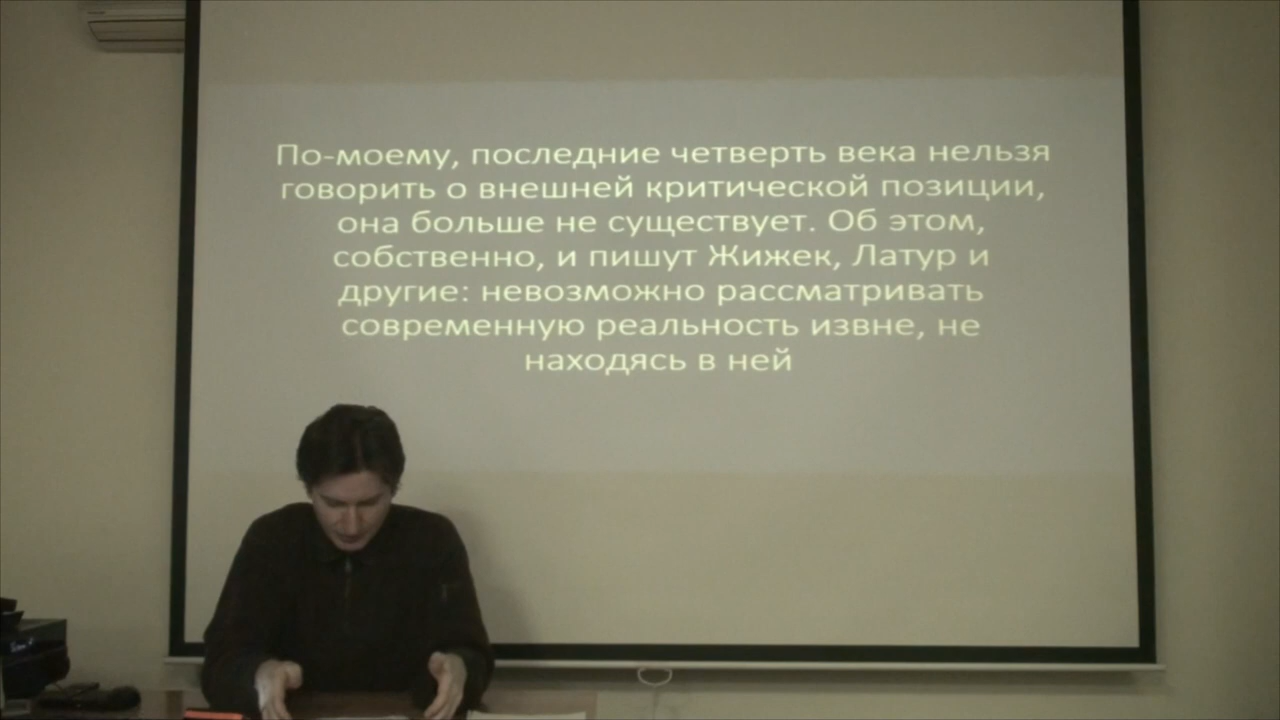 По-моему, последние четверть века нельзя
говорить о внешней критической позиции,
она больше не существует. Об этом,
собственно, и пишут Жижек, Латур и
другие: невозможно рассматривать
современную реальность извне, не
находясь в ней